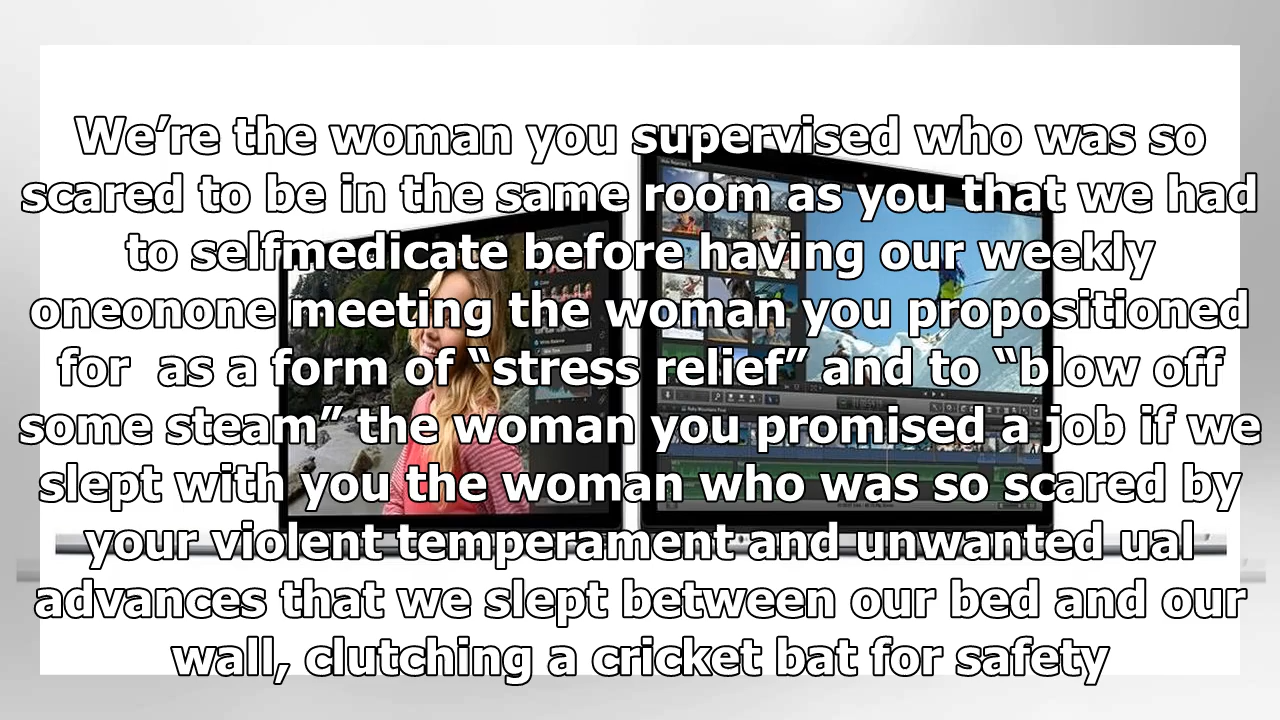 We’re the woman you supervised who was so
scared to be in the same room as you that we had
to selfmedicate before having our weekly
oneonone meeting the woman you propositioned
for  as a form of “stress relief” and to “blow off
some steam” the woman you promised a job if we
slept with you the woman who was so scared by
your violent temperament and unwanted ual
advances that we slept between our bed and our
wall, clutching a cricket bat for safety